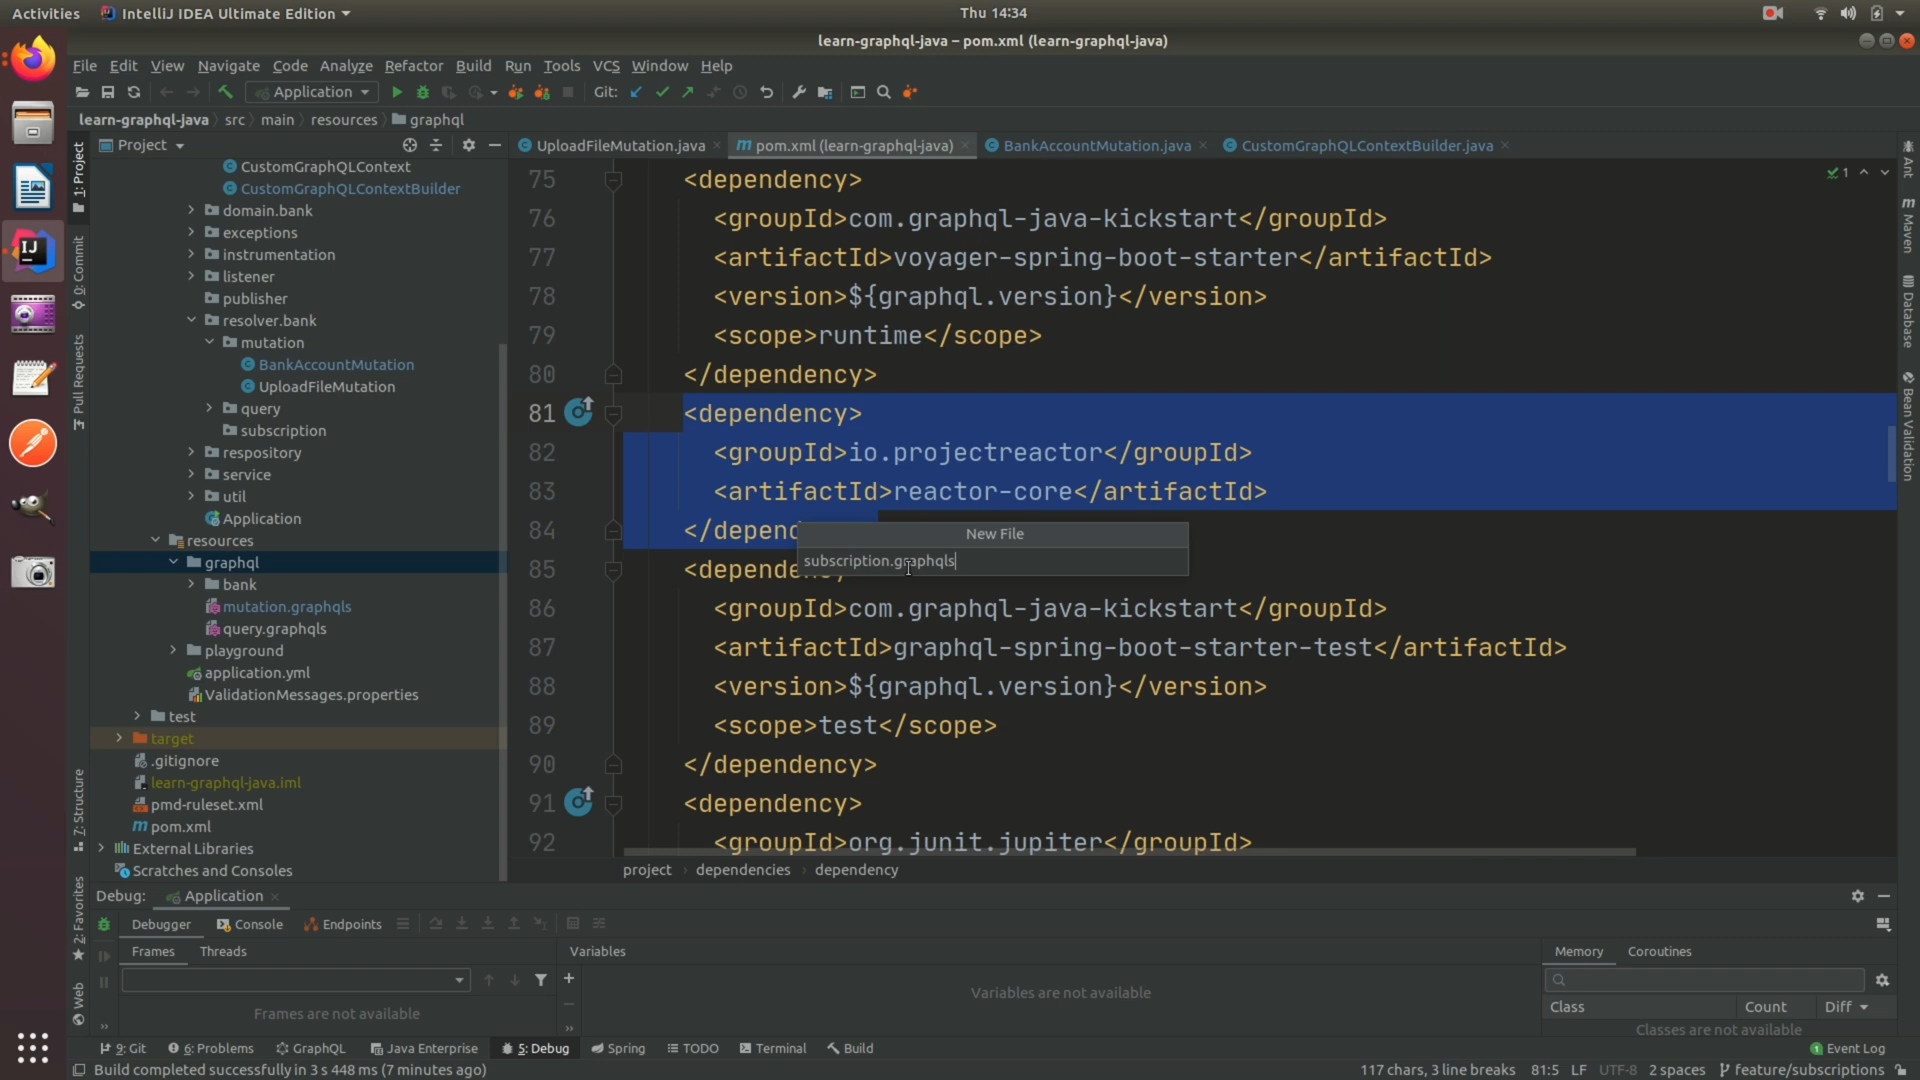 Activities
IntelliJ IDEA Ultimate Edition
Thu 14:34
learn-graphql-java – pom.xml (learn-graphql-java)
File Edit View Navigate Code Analyze Refactor Build Run Tools VCS Window Help
Application
Git:
learn-graphql-java src main resources graphql
Project
UploadFileMutation.java
pom.xml (learn-graphql-java)
BankAccountMutation.java
CustomGraphQLContextBuilder.java
1: Project
0: Commit
Pull Requests
7: Structure
2: Favorites
Web
CustomGraphQLContext
CustomGraphQLContextBuilder
domain.bank
exceptions
instrumentation
listener
publisher
resolver.bank
mutation
BankAccountMutation
UploadFileMutation
query
subscription
respository
service
util
Application
resources
graphql
bank
mutation.graphqls
query.graphqls
playground
application.yml
ValidationMessages.properties
test
target
.gitignore
learn-graphql-java.iml
pmd-ruleset.xml
pom.xml
External Libraries
Scratches and Consoles
75 <dependency>
76 <groupId>com.graphql-java-kickstart</groupId>
77 <artifactId>voyager-spring-boot-starter</artifactId>
78 <version>${graphql.version}</version>
79 <scope>runtime</scope>
80 </dependency>
81 <dependency>
82 <groupId>io.projectreactor</groupId>
83 <artifactId>reactor-core</artifactId>
84 </depend
New File
subscription.graphqls
85 <depende
86 <groupId>com.graphql-java-kickstart</groupId>
87 <artifactId>graphql-spring-boot-starter-test</artifactId>
88 <version>${graphql.version}</version>
89 <scope>test</scope>
90 </dependency>
91 <dependency>
92 <groupId>org.junit.jupiter</groupId>
1
Ant
Maven
Database
Bean Validation
project dependencies dependency
Debug: Application
Debugger Console Endpoints
Frames Threads
Variables
Memory Coroutines
Frames are not available
Variables are not available
Class Count Diff
Classes are not available
9: Git 6: Problems GraphQL Java Enterprise 5: Debug Spring TODO Terminal Build
1 Event Log
Build completed successfully in 3 s 448 ms (7 minutes ago)
117 chars, 3 line breaks 81:5 LF UTF-8 2 spaces feature/subscriptions